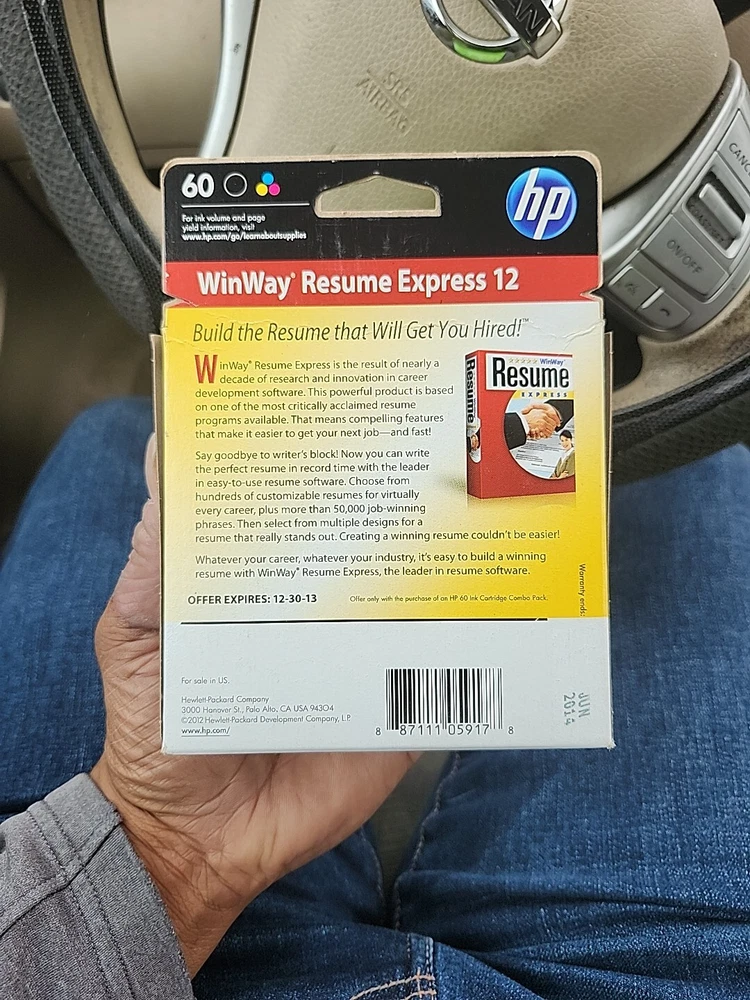 SRS
AIRBAG
CANC
COAST/SET
ON/OFF
60
hp
For ink volume and page
yield information, visit
www.hp.com/go/learnaboutsupplies
WinWay® Resume Express 12
Build the Resume that Will Get You Hired!™
WinWay® Resume Express is the result of nearly a
decade of research and innovation in career
development software. This powerful product is based
on one of the most critically acclaimed resume
programs available. That means compelling features
that make it easier to get your next job—and fast!
WinWay
Resume
EXPRESS
Resume
Say goodbye to writer's block! Now you can write
the perfect resume in record time with the leader
in easy-to-use resume software. Choose from
hundreds of customizable resumes for virtually
every career, plus more than 50,000 job-winning
phrases. Then select from multiple designs for a
resume that really stands out. Creating a winning resume couldn't be easier!
Whatever your career, whatever your industry, it's easy to build a winning
resume with WinWay® Resume Express, the leader in resume software.
OFFER EXPIRES: 12-30-13
Offer only with the purchase of an HP 60 Ink Cartridge Combo Pack.
Warranty ends:
JUN
2014
For sale in US.
Hewlett-Packard Company
3000 Hanover St., Palo Alto, CA USA 94304
©2012 Hewlett-Packard Development Company, L.P.
www.hp.com/
8 87111 05917 8